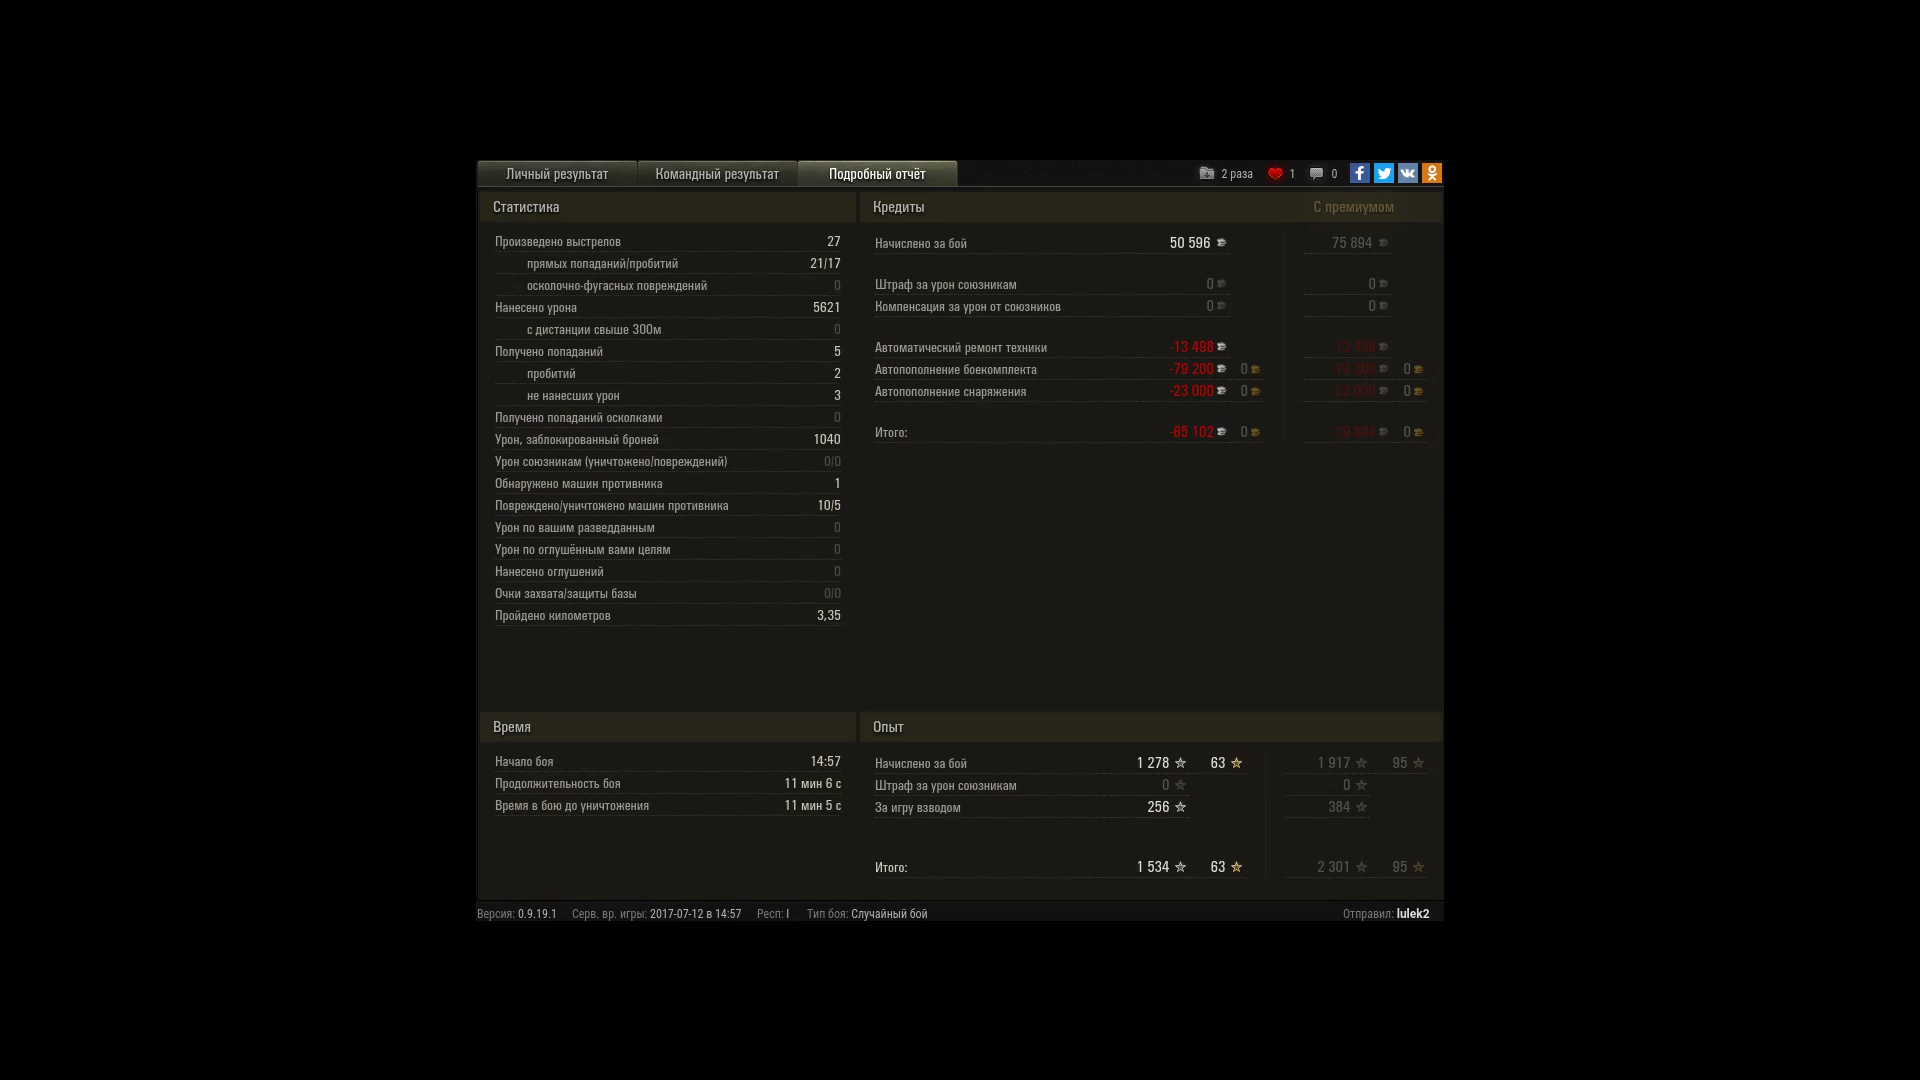 Личный результат Командный результат Подробный отчёт 2 раза 1 0
Статистика
Произведено выстрелов 27
прямых попаданий/пробитий 21/17
осколочно-фугасных повреждений 0
Нанесено урона 5621
с дистанции свыше 300м 0
Получено попаданий 5
пробитий 2
не нанесших урон 3
Получено попаданий осколками 0
Урон, заблокированный броней 1040
Урон союзникам (уничтожено/повреждений) 0/0
Обнаружено машин противника 1
Повреждено/уничтожено машин противника 10/5
Урон по вашим разведданным 0
Урон по оглушённым вами целям 0
Нанесено оглушений 0
Очки захвата/защиты базы 0/0
Пройдено километров 3,35
Кредиты С премиумом
Начислено за бой 50 596 75 894
Штраф за урон союзникам 0 0
Компенсация за урон от союзников 0 0
Автоматический ремонт техники -13 498 -13 498
Автопополнение боекомплекта -79 200 0 -79 200 0
Автопополнение снаряжения -23 000 0 -23 000 0
Итого: -65 102 0 -39 804 0
Время
Начало боя 14:57
Продолжительность боя 11 мин 6 с
Время в бою до уничтожения 11 мин 5 с
Опыт
Начислено за бой 1 278 63 1 917 95
Штраф за урон союзникам 0 0
За игру взводом 256 384
Итого: 1 534 63 2 301 95
Версия: 0.9.19.1 Серв. вр. игры: 2017-07-12 в 14:57 Респ: I Тип боя: Случайный бой Отправил: lulek2